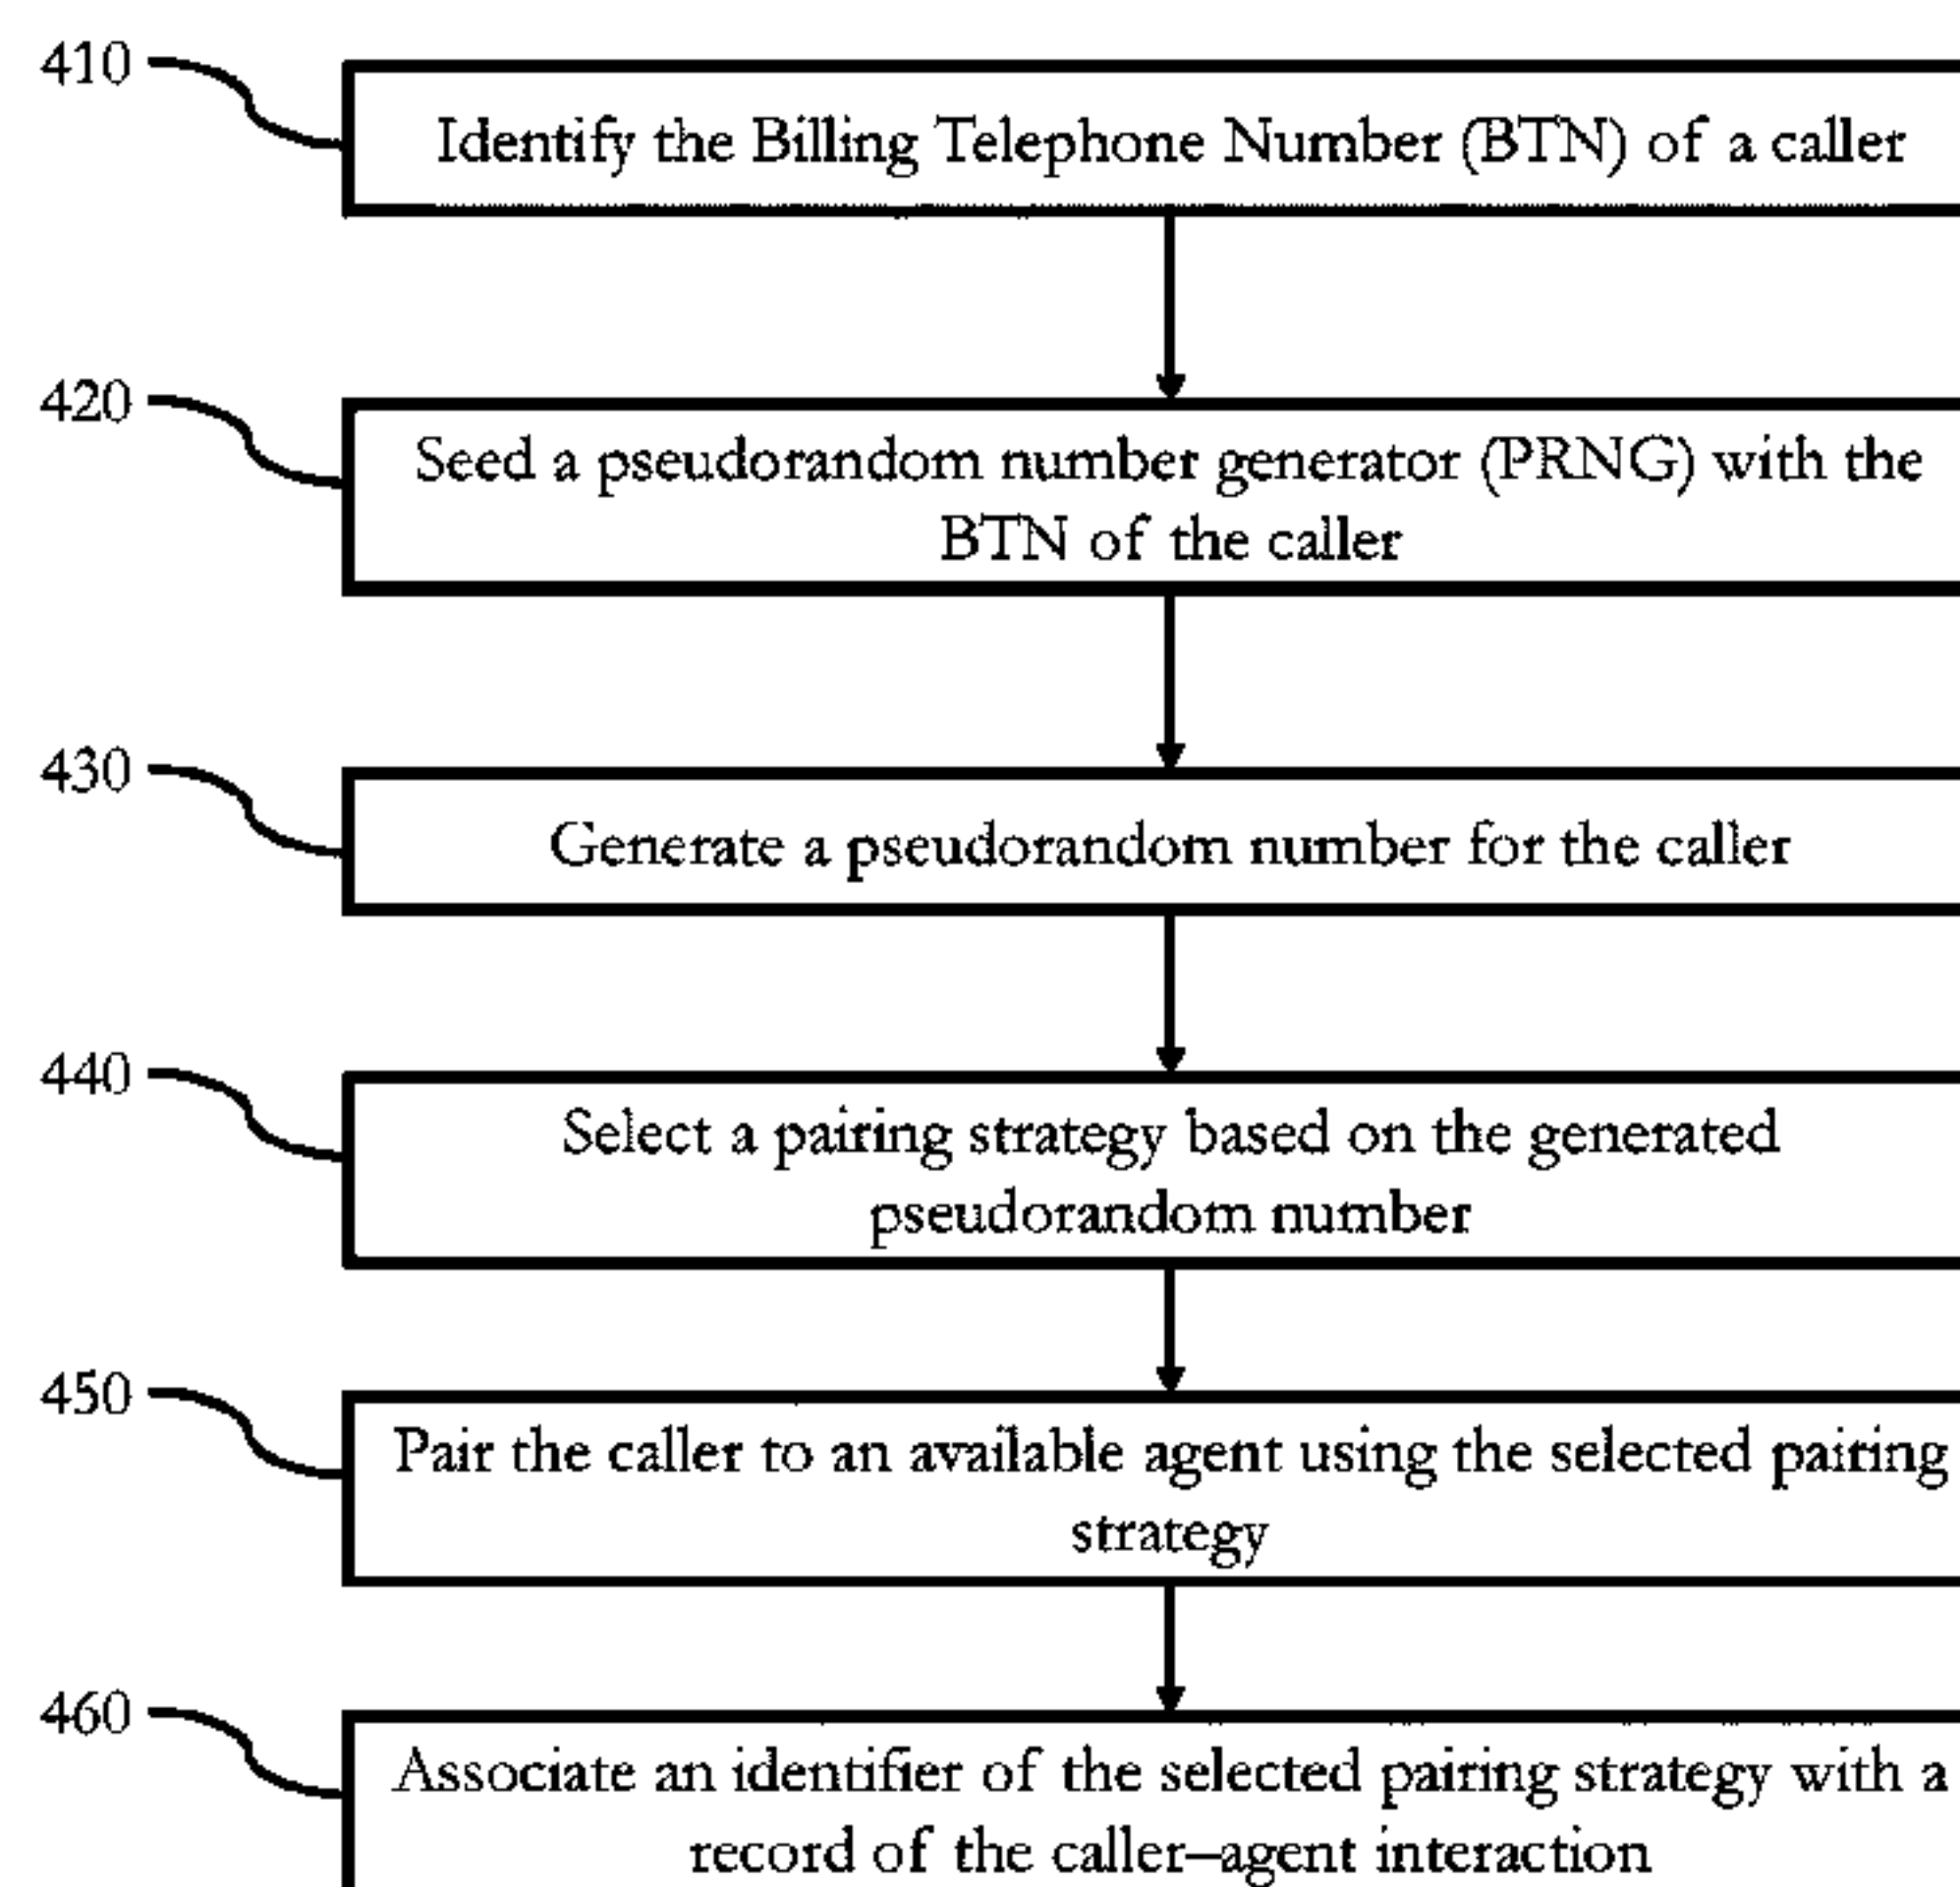 410
Identify the Billing Telephone Number (BTN) of a caller
420
Seed a pseudorandom number generator (PRNG) with the
BTN of the caller
430
Generate a pseudorandom number for the caller
440
Select a pairing strategy based on the generated
pseudorandom number
450
Pair the caller to an available agent using the selected pairing
strategy
460
Associate an identifier of the selected pairing strategy with a
record of the caller–agent interaction